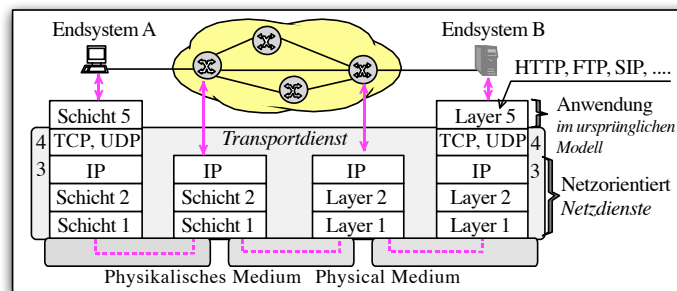 Endsystem A
Endsystem B
HTTP, FTP, SIP, ....
Schicht 5
Layer 5
Anwendung
im ursprünglichen
Modell
4
TCP, UDP
Transportdienst
TCP, UDP
4
3
IP
IP
IP
IP
3
Schicht 2
Schicht 2
Layer 2
Layer 2
Netzorientiert
Netzdienste
Schicht 1
Schicht 1
Layer 1
Layer 1
Physikalisches Medium
Physical Medium